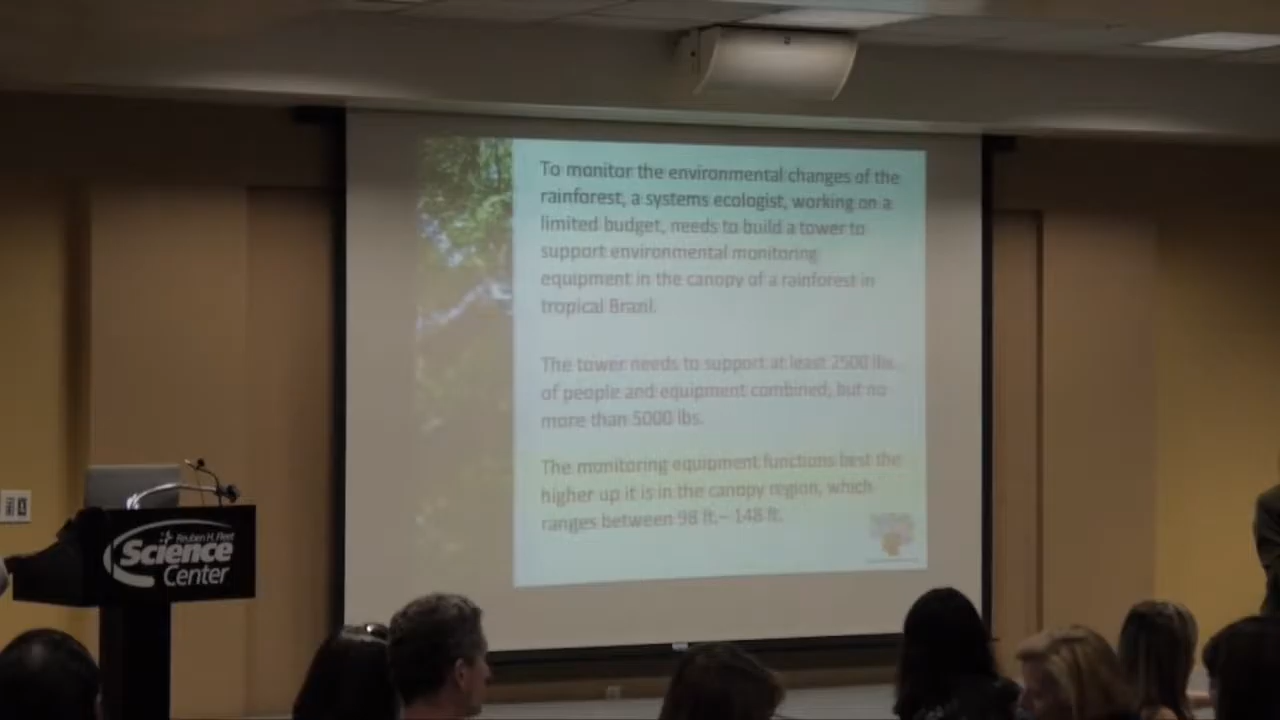 To monitor the environmental changes of the
rainforest, a systems ecologist, working on a
limited budget, needs to build a tower to
support environmental monitoring
equipment in the canopy of a rainforest in
tropical Brazil.
The tower needs to support at least 2500 lbs.
of people and equipment combined, but no
more than 5000 lbs.
The monitoring equipment functions best the
higher up it is in the canopy region, which
ranges between 98 ft.– 148 ft.
Reuben H. Fleet
Science
Center